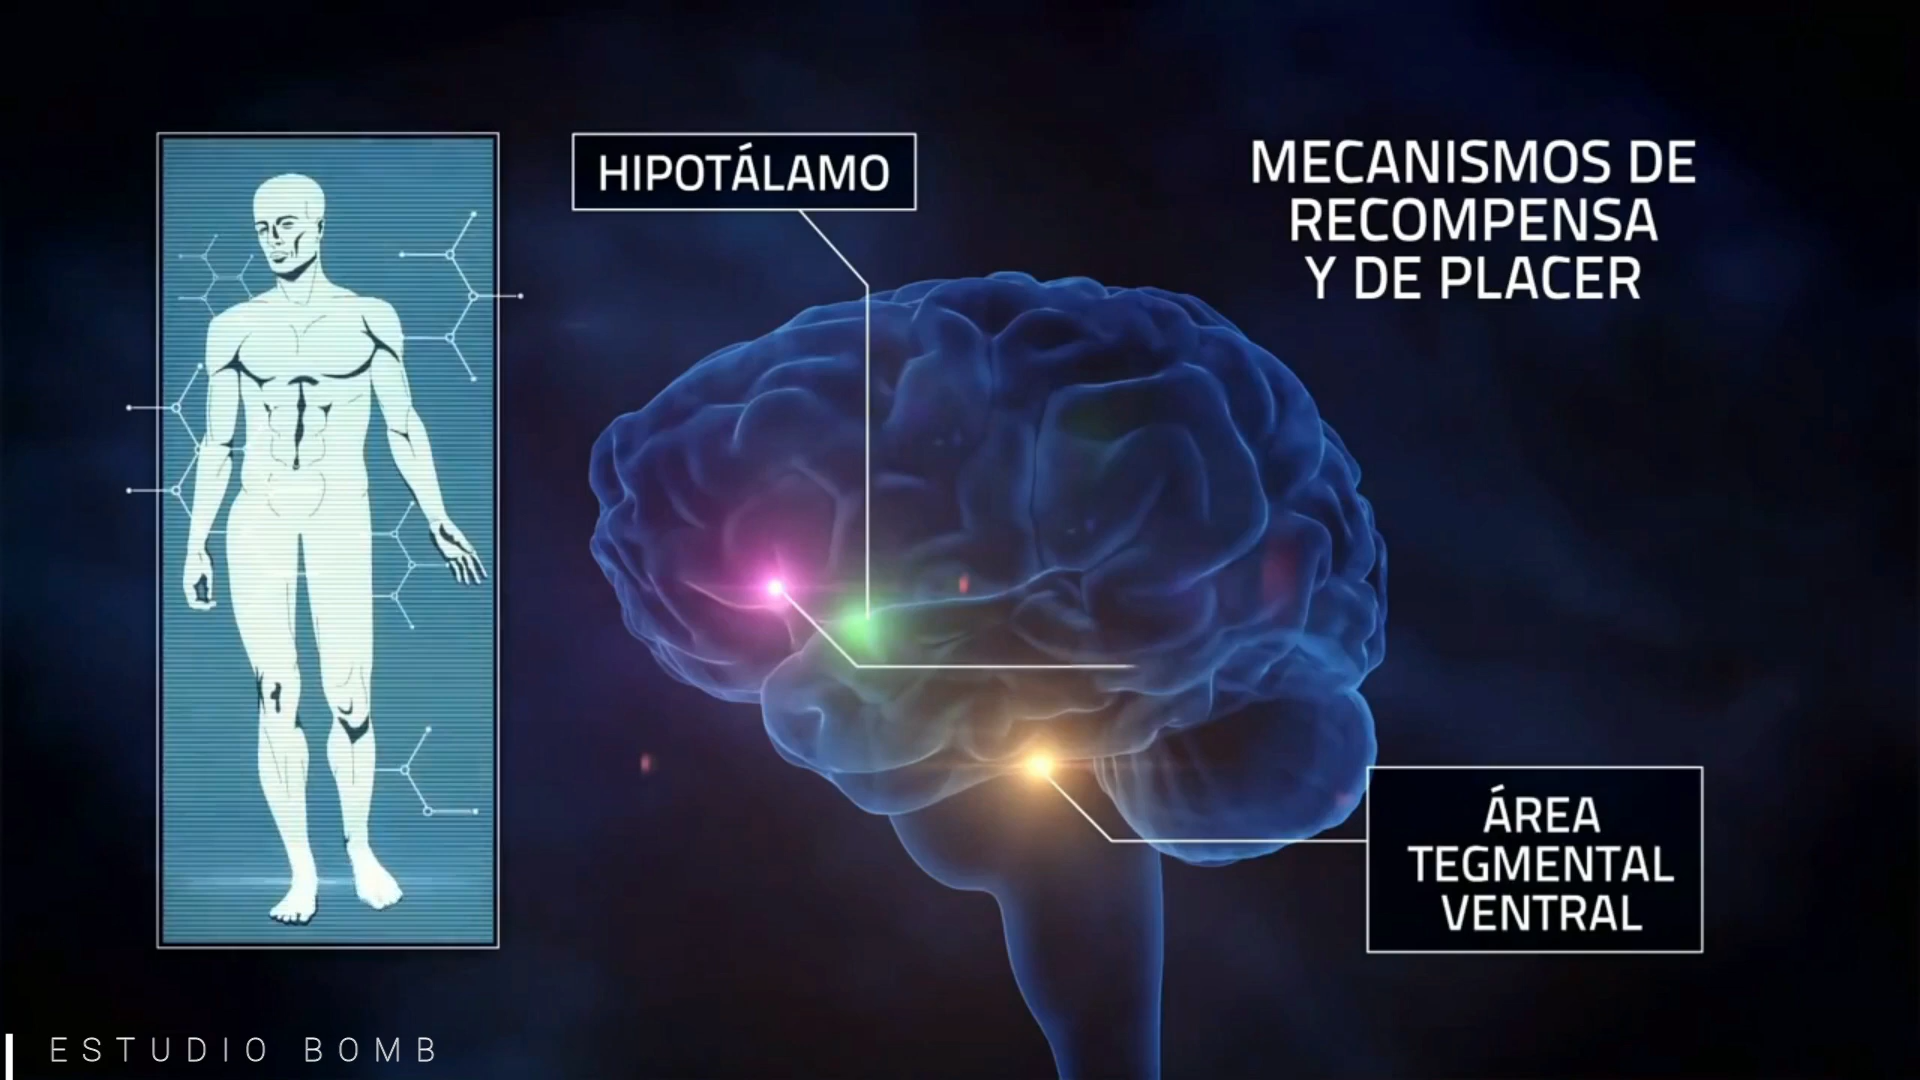 HIPOTÁLAMO
MECANISMOS DE
RECOMPENSA
Y DE PLACER
ÁREA
TEGMENTAL
VENTRAL
ESTUDIO BOMB